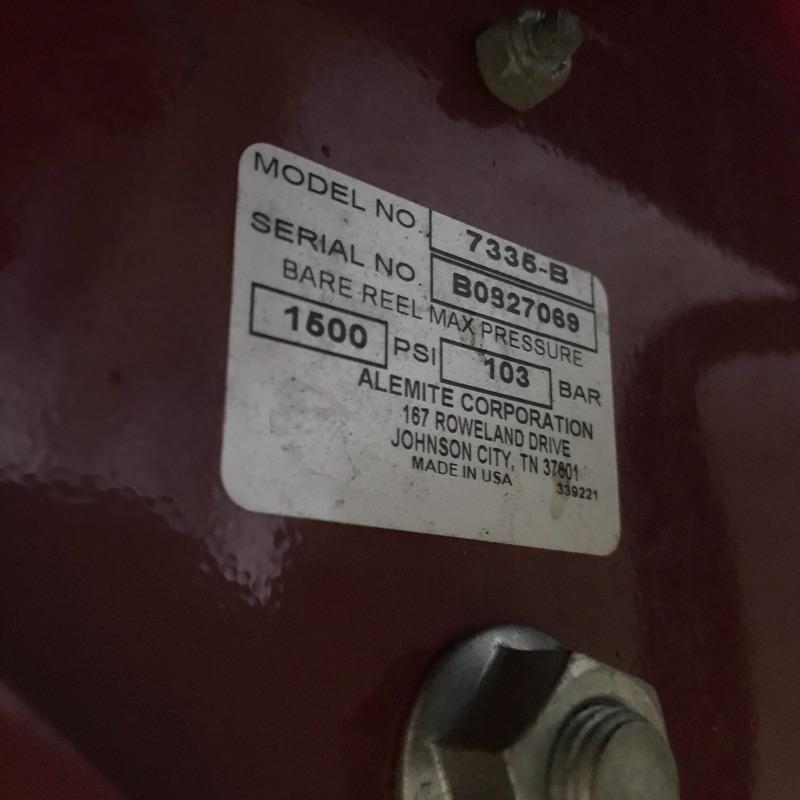 MODEL NO. 7335-B
SERIAL NO. B0927069
BARE REEL MAX PRESSURE
1500 PSI 103 BAR
ALEMITE CORPORATION
167 ROWELAND DRIVE
JOHNSON CITY, TN 37601
MADE IN USA
339221